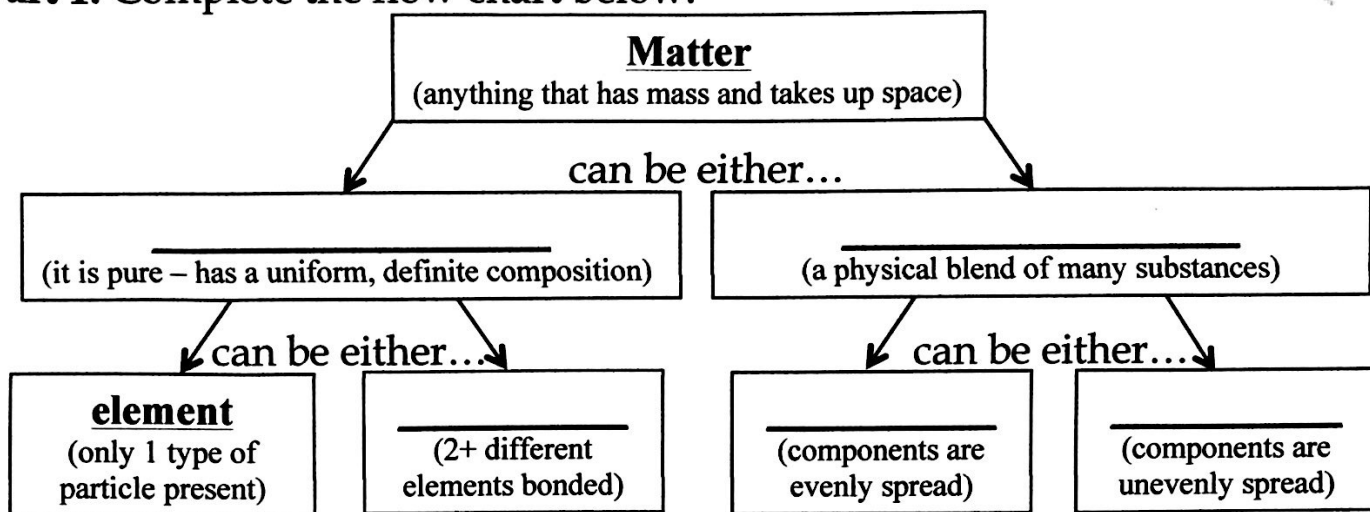 Complete the flow chart below.
Matter
(anything that has mass and takes up space)
can be either...
(it is pure – has a uniform, definite composition)
(a physical blend of many substances)
can be either...
can be either...
element
(only 1 type of
particle present)
(2+ different
elements bonded)
(components are
evenly spread)
(components are
unevenly spread)